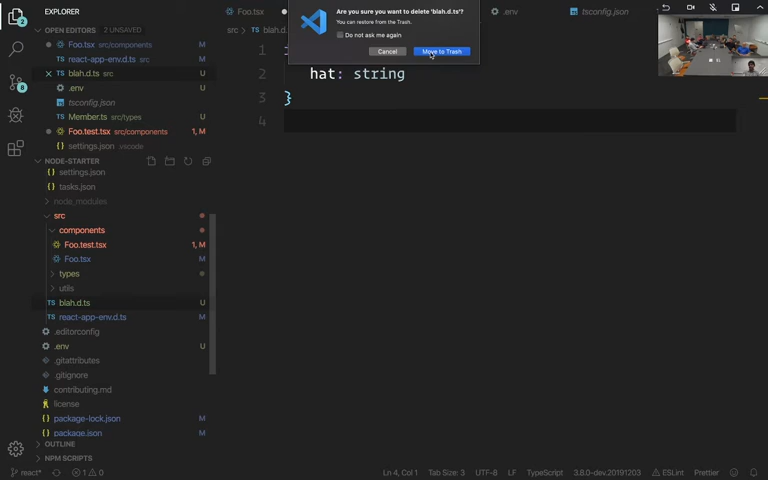 EXPLORER
OPEN EDITORS 2 UNSAVED
Foo.tsx src/components M
react-app-env.d.ts src M
blah.d.ts src U
.env U
tsconfig.json
Member.ts src/types U
Foo.test.tsx src/components 1, M
settings.json .vscode
NODE-STARTER
settings.json
tasks.json
node_modules
src
components
Foo.test.tsx 1, M
Foo.tsx M
types
utils
TS blah.d.ts U
TS react-app-env.d.ts M
.editorconfig
.env U
.gitattributes
.gitignore
contributing.md
license
package-lock.json M
package.json M
OUTLINE
NPM SCRIPTS
2
8
Foo.tsx
.env
TS tsconfig.json
src > blah.d.
Are you sure you want to delete 'blah.d.ts'?
You can restore from the Trash.
Do not ask me again
Cancel
Move to Trash
1
2 hat: string
3 }
4
react* 1 0
Ln 4, Col 1 Tab Size: 3 UTF-8 LF TypeScript 3.8.0-dev.20191203 ESLint Prettier